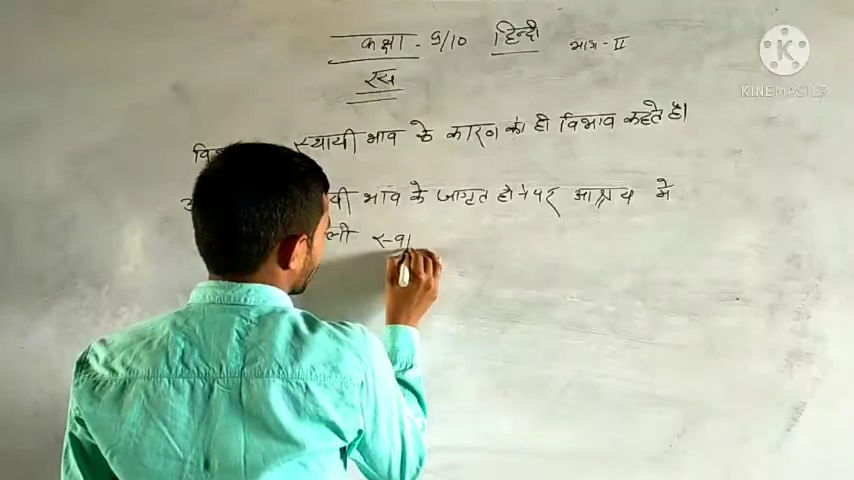 कक्षा - 9/10 हिन्दी भाग - II
रस
KINEMASTER
स्थायी भाव के कारण को ही विभाव कहते है।
भाव के जागृत होने पर आश्रय मे